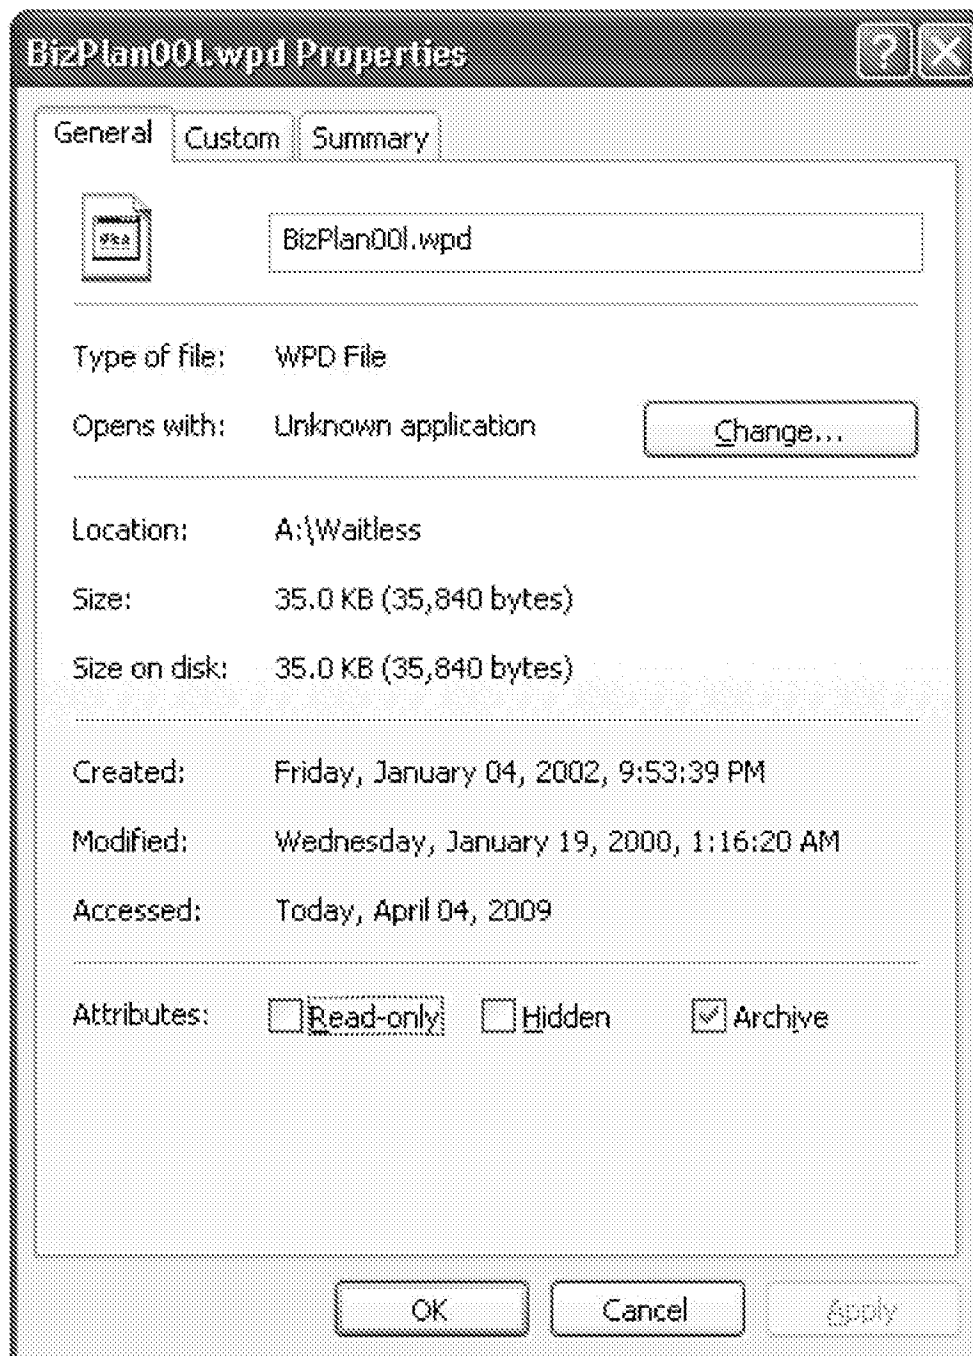 BizPlan00l.wpd Properties
General Custom Summary
BizPlan00l.wpd
Type of file: WPD File
Opens with: Unknown application Change...
Location: A:\Waitless
Size: 35.0 KB (35,840 bytes)
Size on disk: 35.0 KB (35,840 bytes)
Created: Friday, January 04, 2002, 9:53:39 PM
Modified: Wednesday, January 19, 2000, 1:16:20 AM
Accessed: Today, April 04, 2009
Attributes: Read-only Hidden Archive
OK Cancel Apply